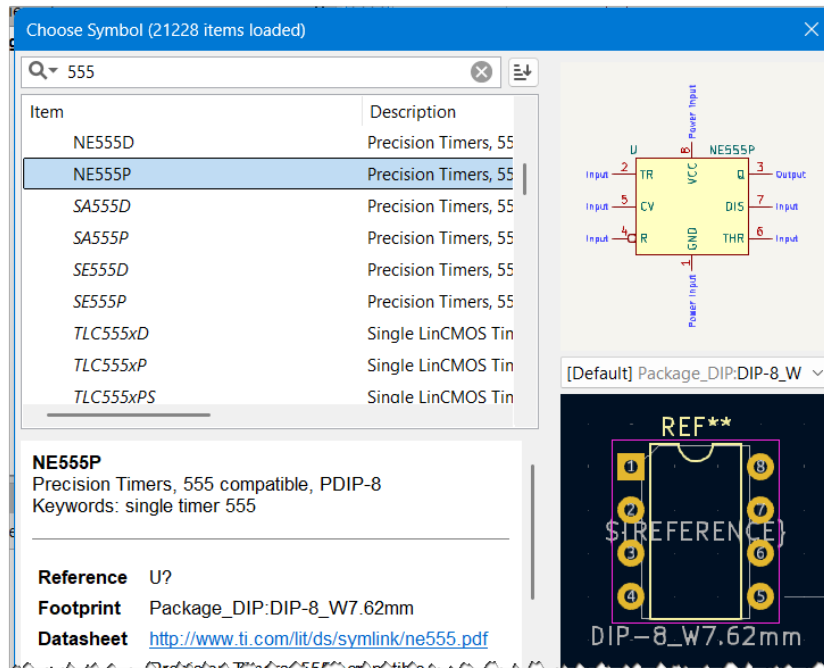 Choose Symbol (21228 items loaded)
555
Item Description
NE555D Precision Timers, 55
NE555P Precision Timers, 55
SA555D Precision Timers, 55
SA555P Precision Timers, 55
SE555D Precision Timers, 55
SE555P Precision Timers, 55
TLC555xD Single LinCMOS Tin
TLC555xP Single LinCMOS Tin
TLC555xPS Single LinCMOS Tin
NE555P
Precision Timers, 555 compatible, PDIP-8
Keywords: single timer 555
Reference U?
Footprint Package_DIP:DIP-8_W7.62mm
Datasheet http://www.ti.com/lit/ds/symlink/ne555.pdf
Power Input
U 8 NE555P
Input 2 TR VCC Q 3 Output
Input 5 CV DIS 7 Input
Input 4 R GND THR 6 Input
1
Power Input
[Default] Package_DIP:DIP-8_W
REF**
1 8
2 7
${REFERENCE}
3 6
4 5
DIP-8_W7.62mm